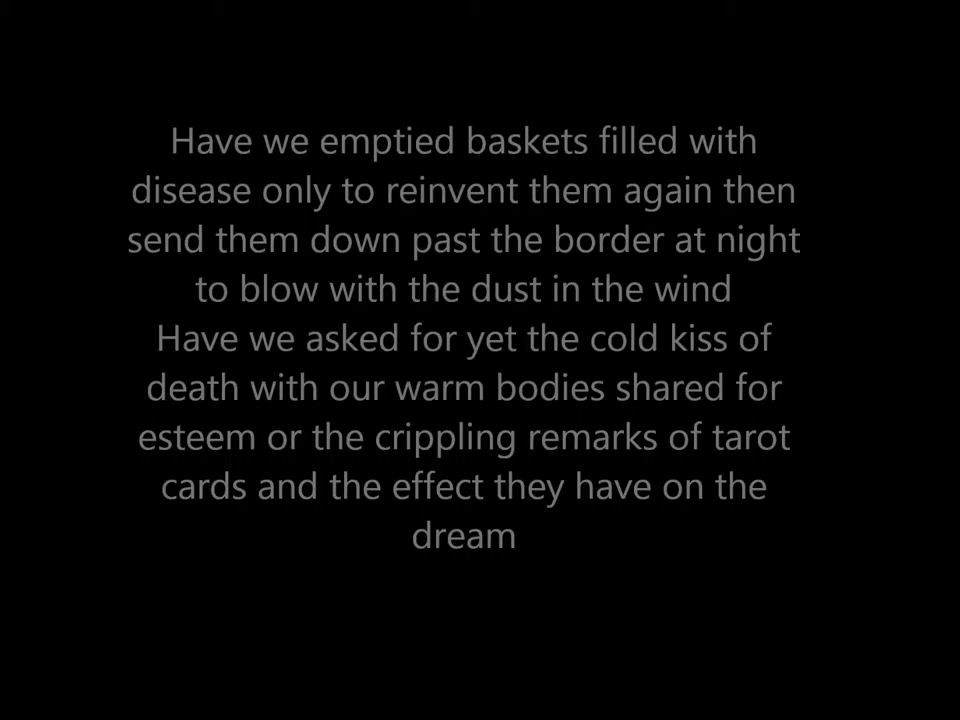 Have we emptied baskets filled with
disease only to reinvent them again then
send them down past the border at night
to blow with the dust in the wind
Have we asked for yet the cold kiss of
death with our warm bodies shared for
esteem or the crippling remarks of tarot
cards and the effect they have on the
dream